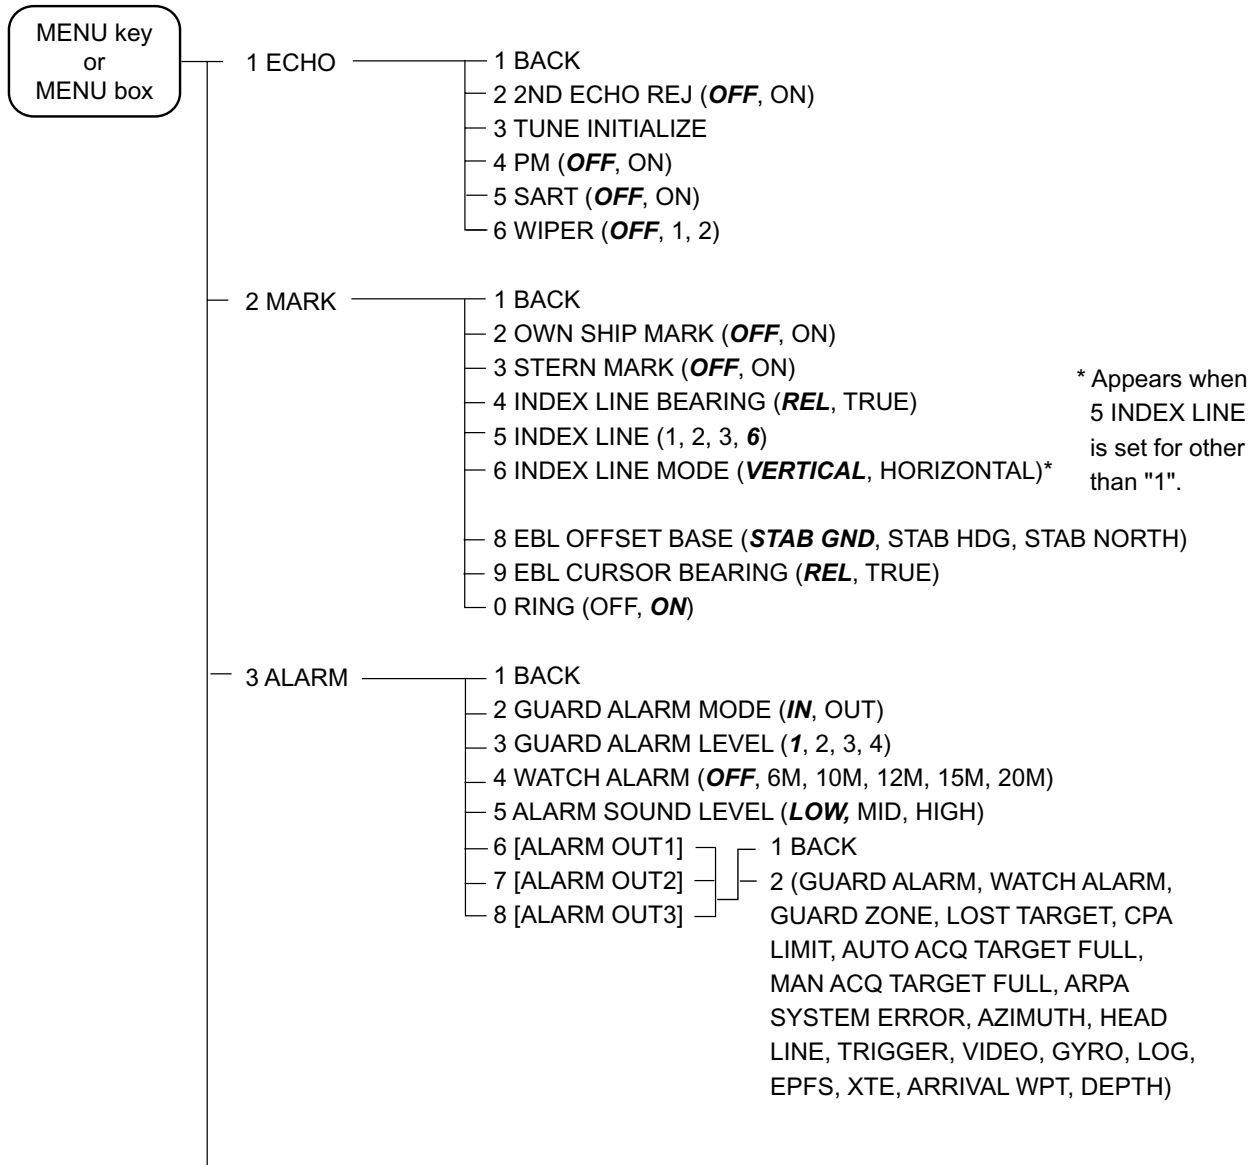 MENU key
or
MENU box
1 ECHO
1 BACK
2 2ND ECHO REJ (OFF, ON)
3 TUNE INITIALIZE
4 PM (OFF, ON)
5 SART (OFF, ON)
6 WIPER (OFF, 1, 2)
2 MARK
1 BACK
2 OWN SHIP MARK (OFF, ON)
3 STERN MARK (OFF, ON)
4 INDEX LINE BEARING (REL, TRUE)
5 INDEX LINE (1, 2, 3, 6)
6 INDEX LINE MODE (VERTICAL, HORIZONTAL)*
* Appears when
5 INDEX LINE
is set for other
than "1".
8 EBL OFFSET BASE (STAB GND, STAB HDG, STAB NORTH)
9 EBL CURSOR BEARING (REL, TRUE)
0 RING (OFF, ON)
3 ALARM
1 BACK
2 GUARD ALARM MODE (IN, OUT)
3 GUARD ALARM LEVEL (1, 2, 3, 4)
4 WATCH ALARM (OFF, 6M, 10M, 12M, 15M, 20M)
5 ALARM SOUND LEVEL (LOW, MID, HIGH)
6 [ALARM OUT1]
7 [ALARM OUT2]
8 [ALARM OUT3]
1 BACK
2 (GUARD ALARM, WATCH ALARM,
GUARD ZONE, LOST TARGET, CPA
LIMIT, AUTO ACQ TARGET FULL,
MAN ACQ TARGET FULL, ARPA
SYSTEM ERROR, AZIMUTH, HEAD
LINE, TRIGGER, VIDEO, GYRO, LOG,
EPFS, XTE, ARRIVAL WPT, DEPTH)